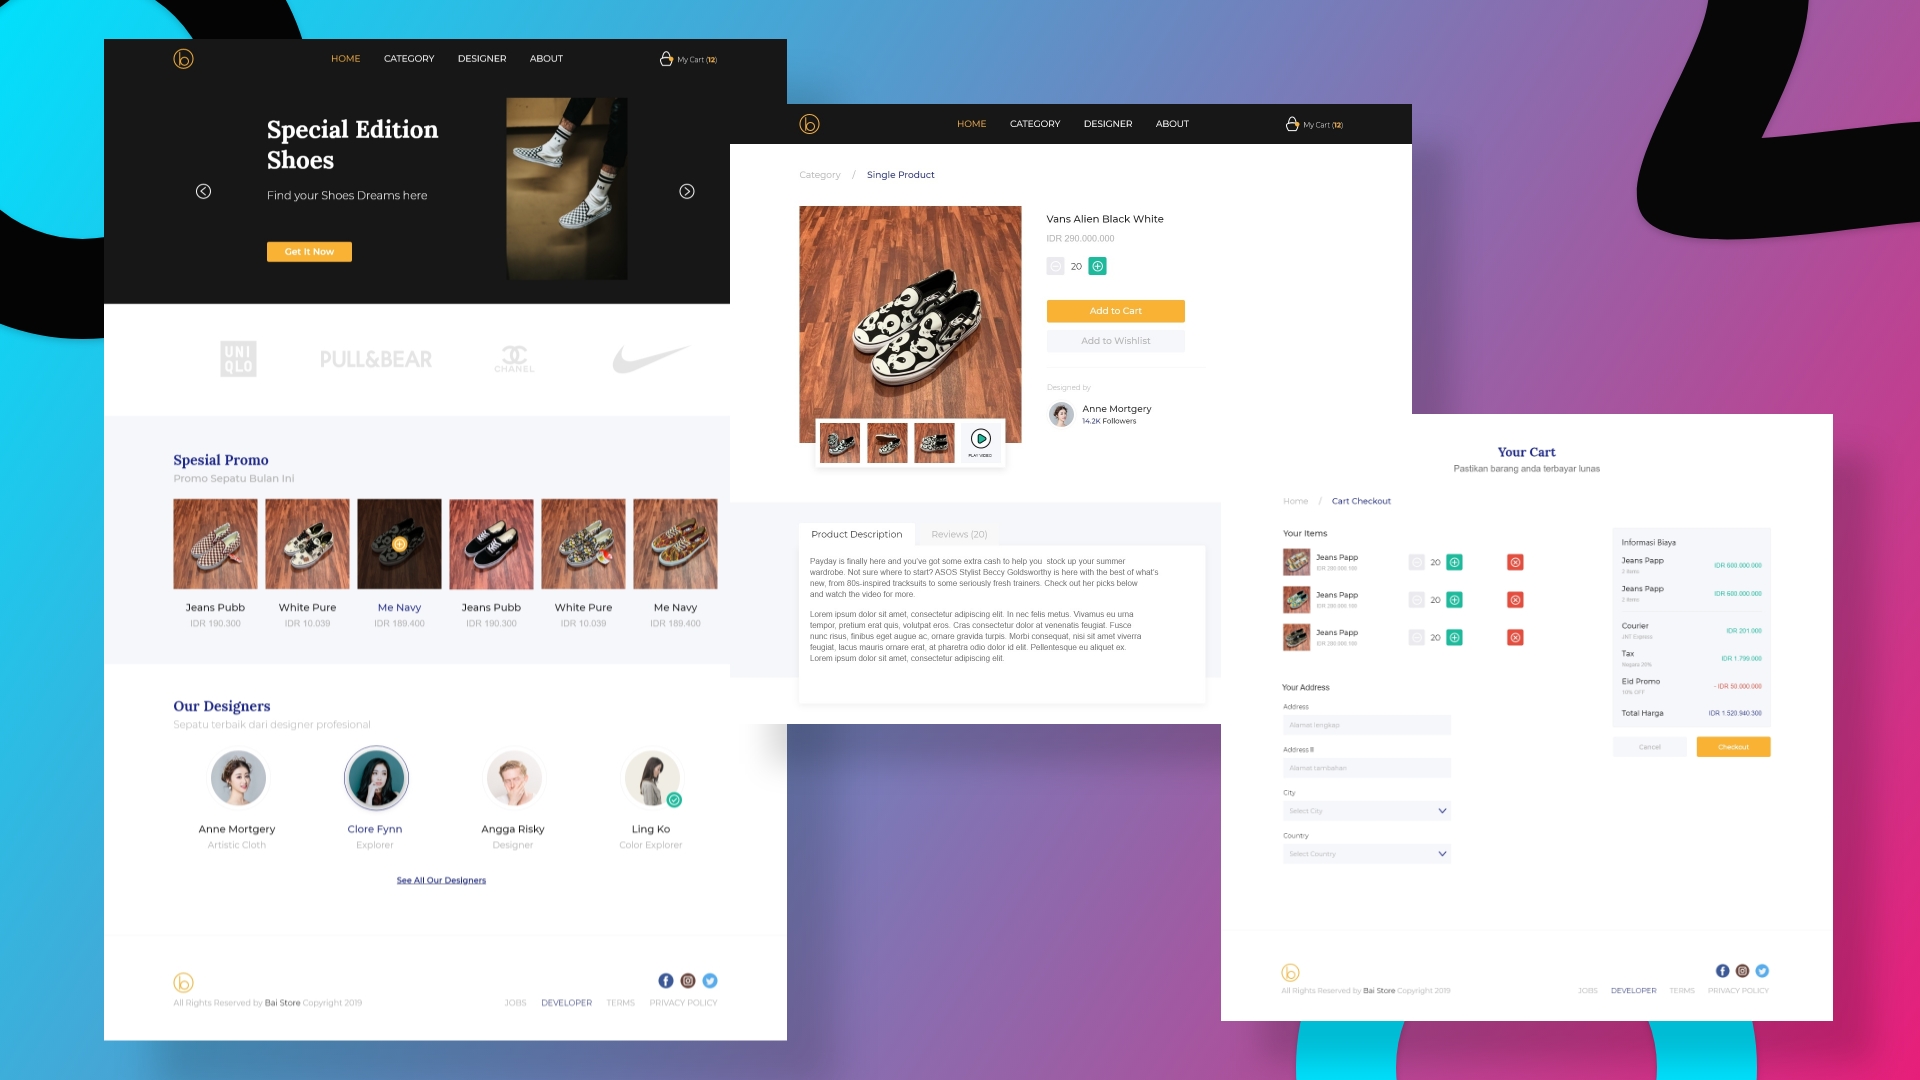 HOME CATEGORY DESIGNER ABOUT
My Cart (12)
Special Edition
Shoes
Find your Shoes Dreams here
Get It Now
UNI
QLO
PULL&BEAR
CHANEL
Spesial Promo
Promo Sepatu Bulan Ini
Jeans Pubb
IDR 190.300
White Pure
IDR 10.039
Me Navy
IDR 189.400
Jeans Pubb
IDR 190.300
White Pure
IDR 10.039
Me Navy
IDR 189.400
Our Designers
Sepatu terbaik dari designer profesional
Anne Mortgery
Artistic Cloth
Clore Fynn
Explorer
Angga Risky
Designer
Ling Ko
Color Explorer
See All Our Designers
All Rights Reserved by Bai Store Copyright 2019
JOBS DEVELOPER TERMS PRIVACY POLICY
HOME CATEGORY DESIGNER ABOUT
My Cart (12)
Category / Single Product
Vans Alien Black White
IDR 290.000.000
20
Add to Cart
Add to Wishlist
Designed by
Anne Mortgery
14.2K Followers
PLAY VIDEO
Product Description
Reviews (20)
Payday is finally here and you've got some extra cash to help you stock up your summer
wardrobe. Not sure where to start? ASOS Stylist Beccy Goldsworthy is here with the best of what's
new, from 80s-inspired tracksuits to some seriously fresh trainers. Check out her picks below
and watch the video for more.
Lorem ipsum dolor sit amet, consectetur adipiscing elit. In nec felis metus. Vivamus eu urna
tempor, pretium erat quis, volutpat eros. Cras consectetur dolor at venenatis feugiat. Fusce
nunc risus, finibus eget augue ac, ornare gravida turpis. Morbi consequat, nisi sit amet viverra
feugiat, lacus mauris ornare erat, at pharetra odio dolor id elit. Pellentesque eu aliquet ex.
Lorem ipsum dolor sit amet, consectetur adipiscing elit.
Your Cart
Pastikan barang anda terbayar lunas
Home / Cart Checkout
Your Items
Jeans Papp
20
Jeans Papp
20
Jeans Papp
20
Your Address
Address
Alamat lengkap
Address II
Alamat tambahan
City
Select City
Country
Select Country
Informasi Biaya
Jeans Papp
2 items
IDR 600.000.000
Jeans Papp
2 items
IDR 600.000.000
Courier
JNT Express
IDR 201.000
Tax
Negara 20%
IDR 1.799.000
Eid Promo
10% OFF
- IDR 50.000.000
Total Harga
IDR 1.520.940.300
Cancel
Checkout
All Rights Reserved by Bai Store Copyright 2019
JOBS DEVELOPER TERMS PRIVACY POLICY